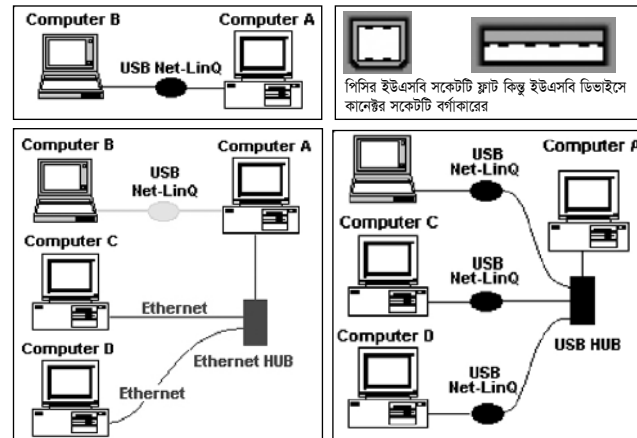 Computer B
Computer A
USB Net-LinQ
পিসির ইউএসবি সকেটটি ফ্লাট কিন্তু ইউএসবি ডিভাইসে
কানেক্টর সকেটটি বর্গাকারের
Computer B
Computer A
USB
Net-LinQ
Computer C
Ethernet
Computer D
Ethernet HUB
Ethernet
USB
Net-LinQ
Computer A
Computer C
USB
Net-LinQ
Computer D
USB HUB
USB
Net-LinQ